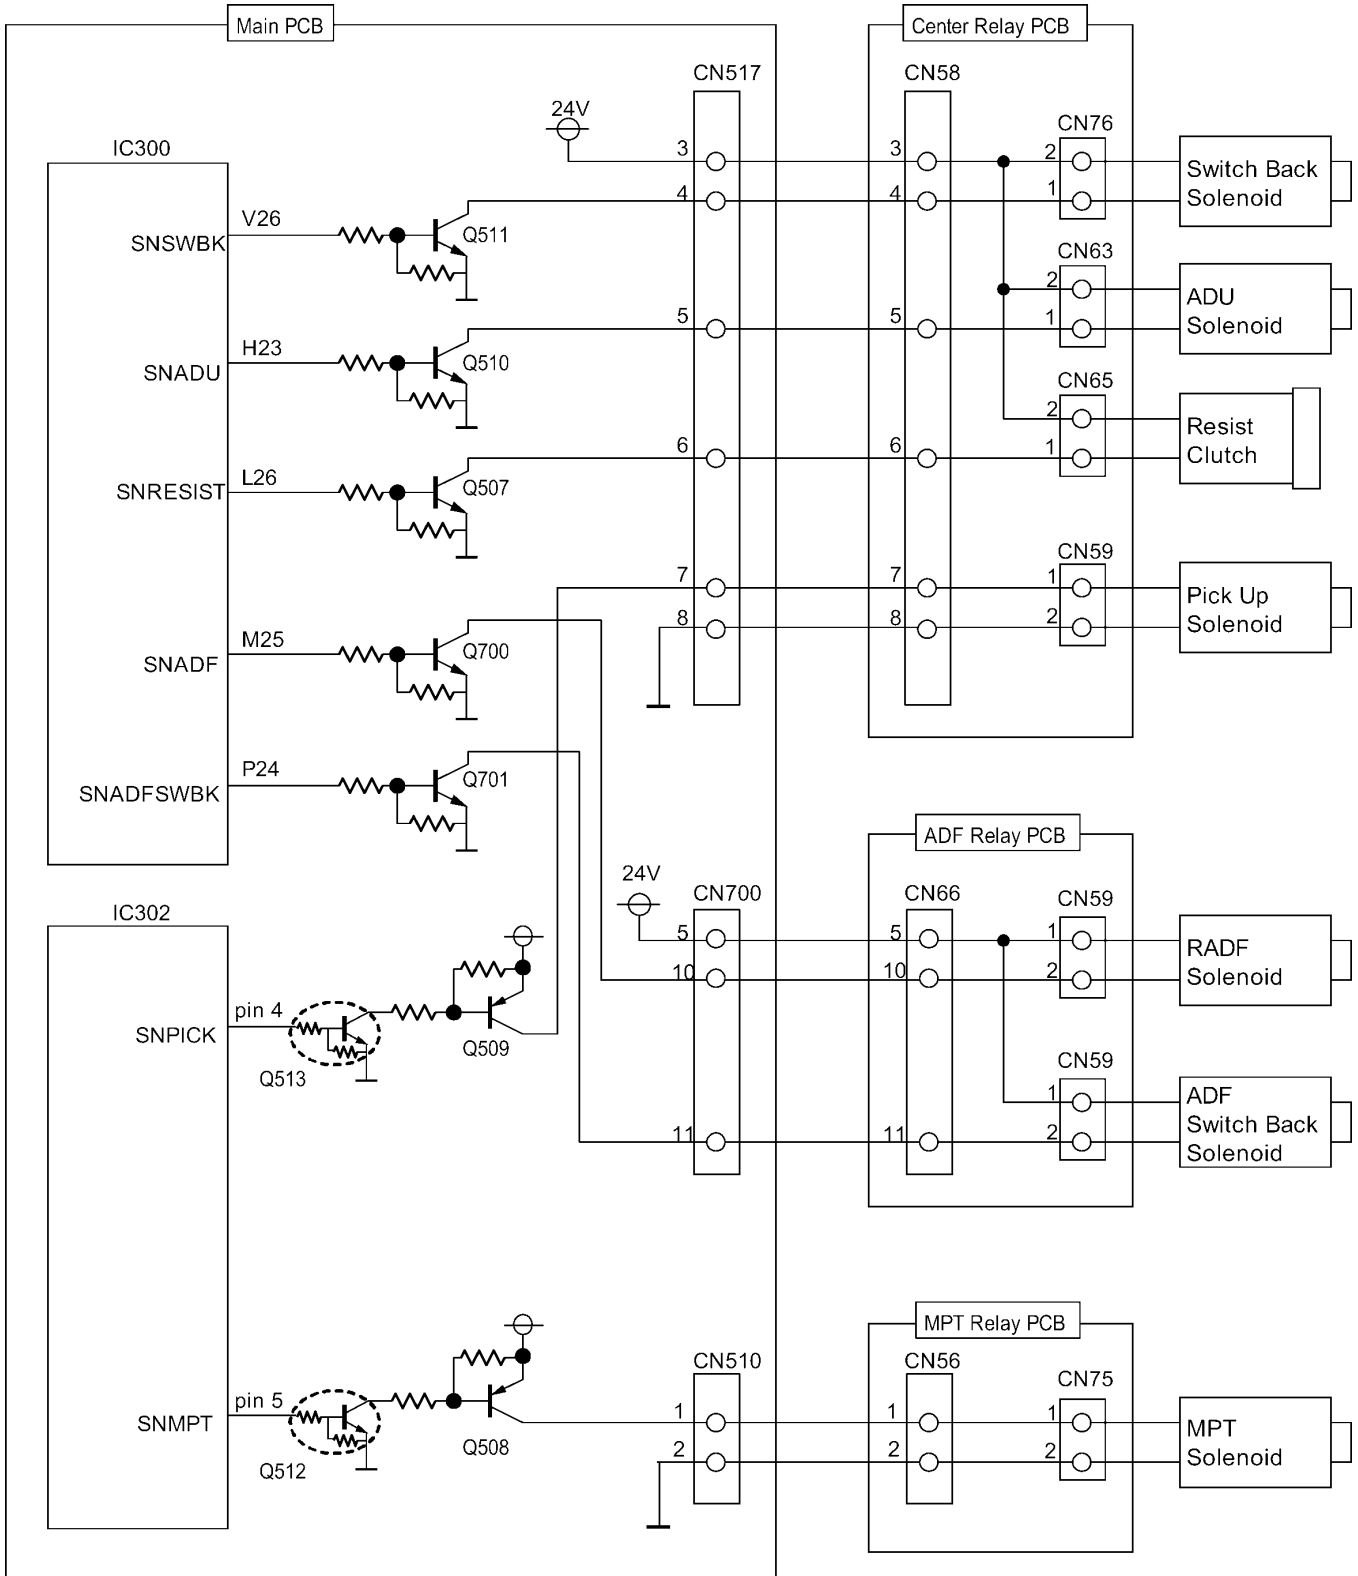 Main PCB
Center Relay PCB
CN517
CN58
24V
CN76
IC300
3
3
2
Switch Back
Solenoid
4
4
1
V26
SNSWBK
Q511
CN63
2
ADU
Solenoid
5
5
1
H23
SNADU
Q510
CN65
2
Resist
Clutch
6
6
1
L26
SNRESIST
Q507
CN59
7
7
1
Pick Up
Solenoid
8
8
2
M25
SNADF
Q700
P24
SNADFSWBK
Q701
ADF Relay PCB
24V
CN700
CN66
CN59
IC302
5
5
1
RADF
Solenoid
10
10
2
pin 4
SNPICK
Q509
Q513
CN59
1
ADF
Switch Back
Solenoid
11
11
2
MPT Relay PCB
CN510
CN56
CN75
pin 5
SNMPT
Q508
Q512
1
1
1
MPT
Solenoid
2
2
2